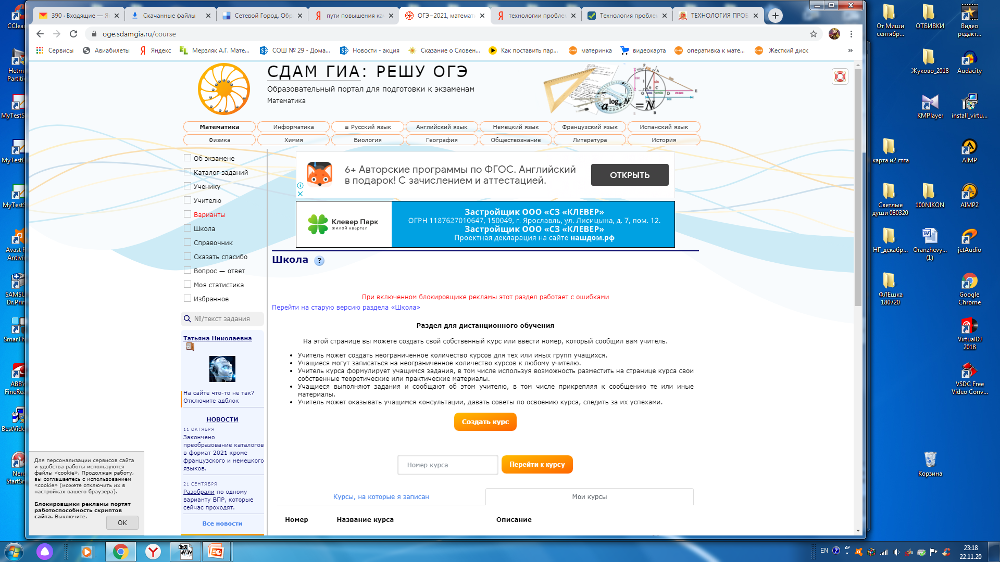 390 · Входящие — Я
Скачанные файлы
Сетевой Город. Обр
пути повышения ка
ОГЭ–2021, математ
технологии пробле
Технология пробле
ТЕХНОЛОГИЯ ПРОБ
oge.sdamgia.ru/course
Сервисы
Авиабилеты
Яндекс
Мерзляк А.Г. Мате...
СОШ № 29 - Дома...
Новости - акция
Сказание о Словен...
Как поставить пар...
материнка
видеокарта
оперативка к мате...
Жесткий диск
»
СДАМ ГИА: РЕШУ ОГЭ
Образовательный портал для подготовки к экзаменам
Математика
Математика
Информатика
≡ Русский язык
Английский язык
Немецкий язык
Французский язык
Испанский язык
Физика
Химия
Биология
География
Обществознание
Литература
История
Об экзамене
Каталог заданий
Ученику
Учителю
Варианты
Школа
Справочник
Сказать спасибо
Вопрос — ответ
Моя статистика
Избранное
№/текст задания
Татьяна Николаевна
На сайте что-то не так?
Отключите адблок
НОВОСТИ
11 ОКТЯБРЯ
Закончено
преобразование каталогов
в формат 2021 кроме
французского и немецкого
языков.
21 СЕНТЯБРЯ
Разобрали по одному
варианту ВПР, которые
сейчас проходят.
Все новости
6+ Авторские программы по ФГОС. Английский
в подарок! С зачислением и аттестацией.
ОТКРЫТЬ
Клевер Парк
жилой квартал
Застройщик ООО «СЗ «КЛЕВЕР»
ОГРН 1187627010647, 150049, г. Ярославль, ул. Лисицына, д. 7, пом. 12.
Застройщик ООО «СЗ «КЛЕВЕР»
Проектная декларация на сайте нашдом.рф
Школа ?
При включенном блокировщике рекламы этот раздел работает с ошибками
Перейти на старую версию раздела «Школа»
Раздел для дистанционного обучения
На этой странице вы можете создать свой собственный курс или ввести номер, который сообщил вам учитель.
• Учитель может создать неограниченное количество курсов для тех или иных групп учащихся.
• Учащиеся могут записаться на неограниченное количество курсов к любому учителю.
• Учитель курса формулирует учащимся задания, в том числе используя возможность разместить на странице курса свои
собственные теоретические или практические материалы.
• Учащиеся выполняют задания и сообщают об этом учителю, в том числе прикрепляя к сообщению те или иные
материалы.
• Учитель может оказывать учащимся консультации, давать советы по освоению курса, следить за их успехами.
Создать курс
Номер курса
Перейти к курсу
Курсы, на которые я записан
Мои курсы
Номер
Название курса
Описание
Для персонализации сервисов сайта
и удобства работы используются
файлы «cookie». Продолжая работу,
вы соглашаетесь с использованием
«cookie» (можете отключить их в
настройках вашего браузера).
Блокировщики рекламы портят
работоспособность скриптов
сайта. Выключите.
OK
CClean
Hetm
Partitio
MyTestS
MyTestE
MyTestS
Avast F
Antivir
SAMSU
Dr.Prin
SmarTh
ABBY
FineRea
BestVide
Nero
StartSm
От Миши
сентябр...
ОТБИВКИ
Видео
редакт...
Жуково_2018
Audacity
KMPlayer
install_virtu...
карта и2 гтга
AIMP
Светлые
души 080320
100NIKON
AIMP2
НГ_декабр...
Oranzhevy...
(1)
jetAudio
ФЛЕшка
180720
Google
Chrome
VirtualDJ
2018
VSDC Free
Video Conv...
Корзина
EN
23:18
22.11.20